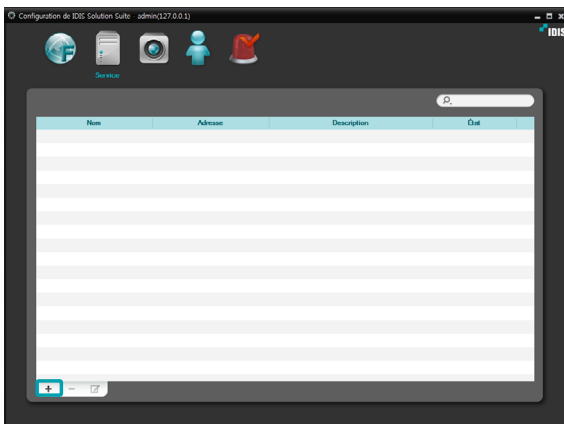 Configuration de IDIS Solution Suite - admin(127.0.0.1)
IDIS
Service
Nom Adresse Description État